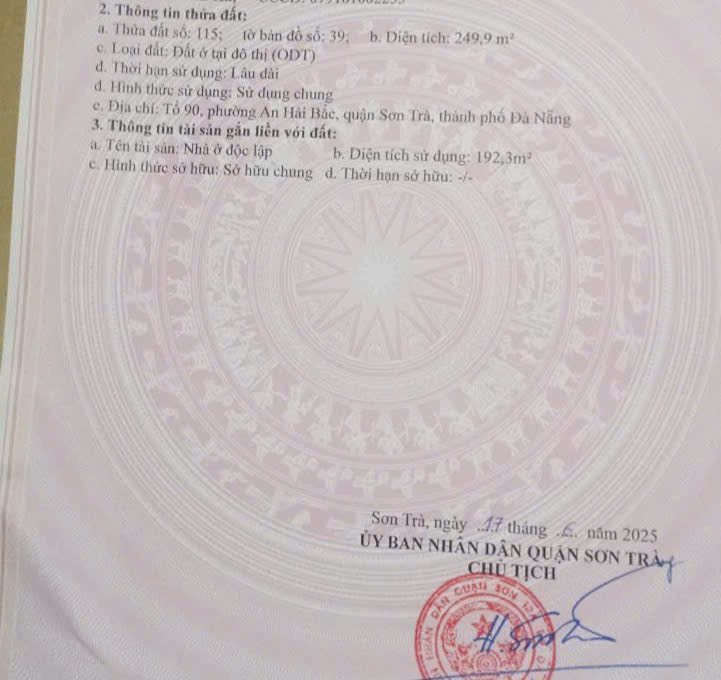 2. Thông tin thửa đất:
a. Thửa đất số: 115; tờ bản đồ số: 39; b. Diện tích: 249,9 m²
c. Loại đất: Đất ở tại đô thị (ODT)
d. Thời hạn sử dụng: Lâu dài
đ. Hình thức sử dụng: Sử dụng chung
e. Địa chỉ: Tổ 90, phường An Hải Bắc, quận Sơn Trà, thành phố Đà Nẵng
3. Thông tin tài sản gắn liền với đất:
a. Tên tài sản: Nhà ở độc lập b. Diện tích sử dụng: 192,3m²
c. Hình thức sở hữu: Sở hữu chung d. Thời hạn sở hữu: -/-
Sơn Trà, ngày 17 tháng 6 năm 2025
ỦY BAN NHÂN DÂN QUẬN SƠN TRÀ
CHỦ TỊCH
NHÂN DÂN QUẬN SƠN TRÀ